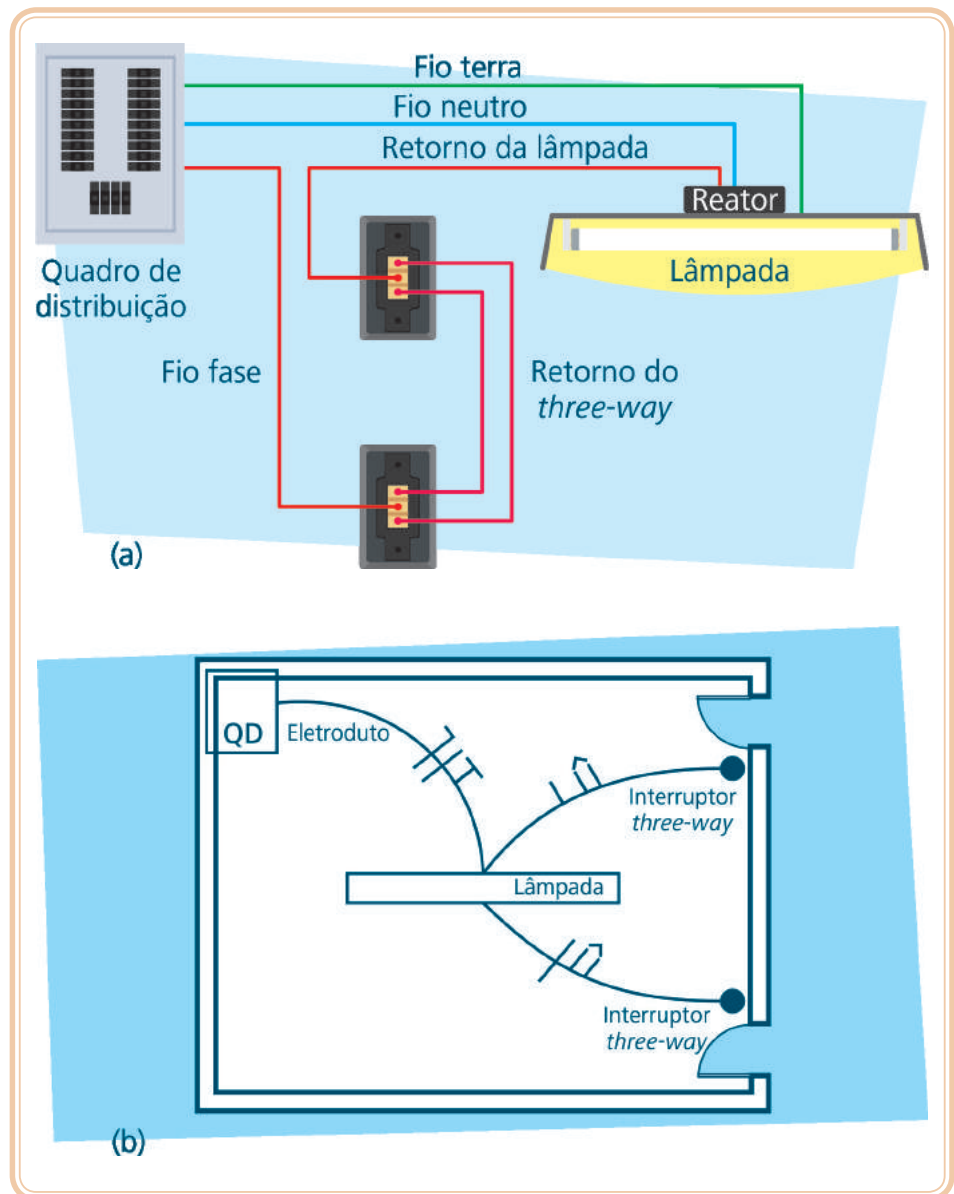 Fio terra
Fio neutro
Retorno da lâmpada
Reator
Quadro de
distribuição
Lâmpada
Fio fase
Retorno do
three-way
(a)
QD
Eletroduto
Interruptor
three-way
Lâmpada
Interruptor
three-way
(b)